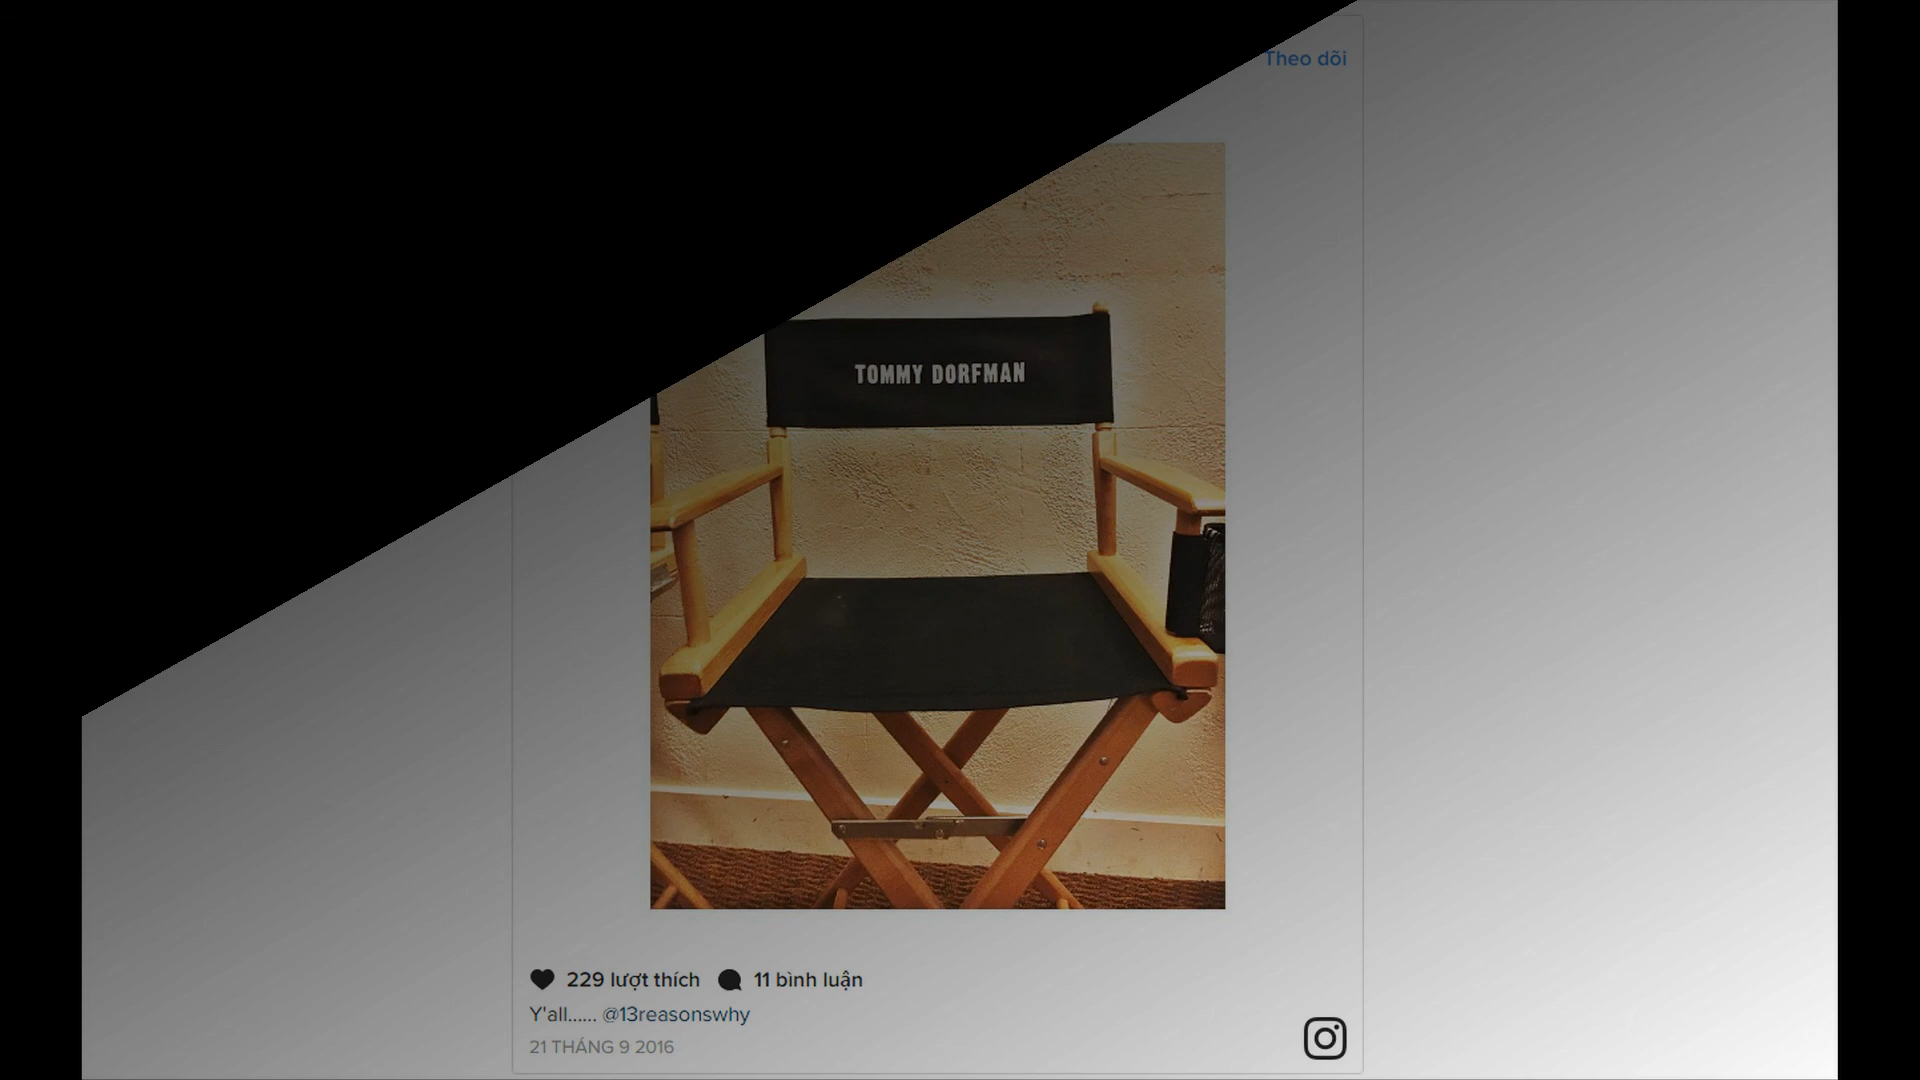 Theo dõi
TOMMY DORFMAN
229 lượt thích 11 bình luận
Y'all...... @13reasonswhy
21 THÁNG 9 2016